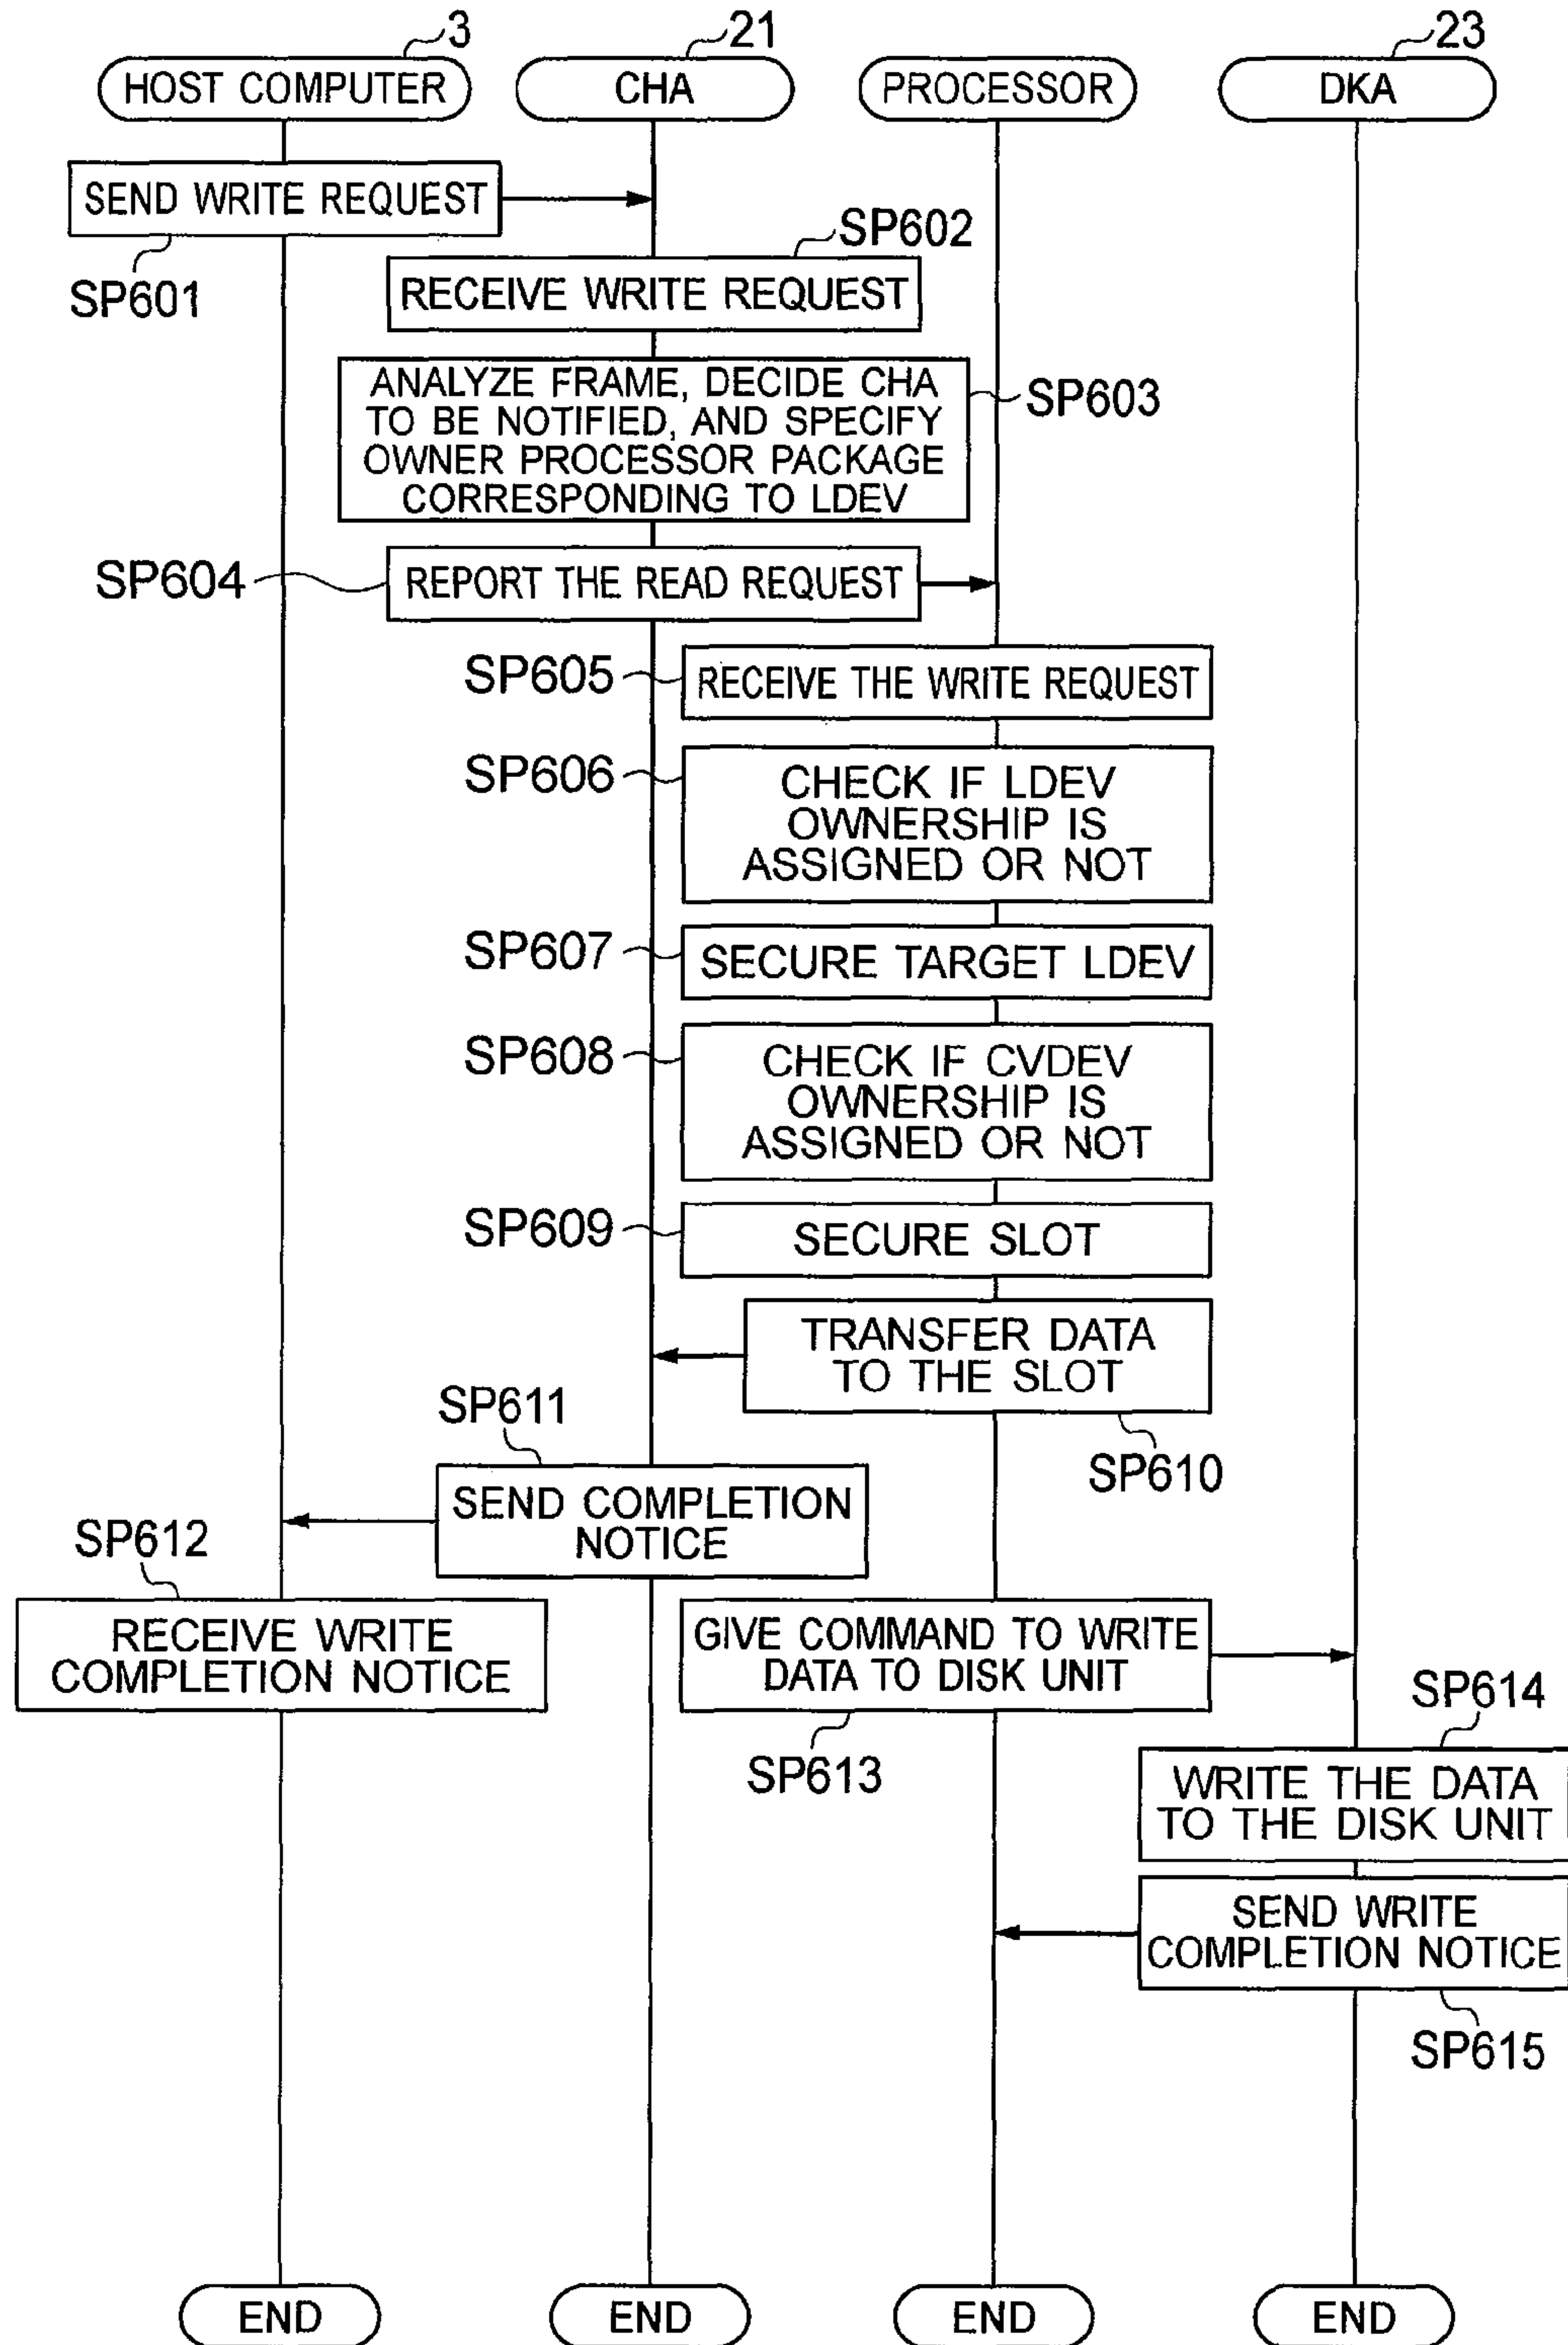 3
21
23
HOST COMPUTER
CHA
PROCESSOR
DKA
SEND WRITE REQUEST
SP601
SP602
RECEIVE WRITE REQUEST
ANALYZE FRAME, DECIDE CHA
TO BE NOTIFIED, AND SPECIFY
OWNER PROCESSOR PACKAGE
CORRESPONDING TO LDEV
SP603
SP604
REPORT THE READ REQUEST
SP605
RECEIVE THE WRITE REQUEST
SP606
CHECK IF LDEV
OWNERSHIP IS
ASSIGNED OR NOT
SP607
SECURE TARGET LDEV
SP608
CHECK IF CVDEV
OWNERSHIP IS
ASSIGNED OR NOT
SP609
SECURE SLOT
TRANSFER DATA
TO THE SLOT
SP610
SP611
SEND COMPLETION
NOTICE
SP612
RECEIVE WRITE
COMPLETION NOTICE
GIVE COMMAND TO WRITE
DATA TO DISK UNIT
SP613
SP614
WRITE THE DATA
TO THE DISK UNIT
SEND WRITE
COMPLETION NOTICE
SP615
END
END
END
END